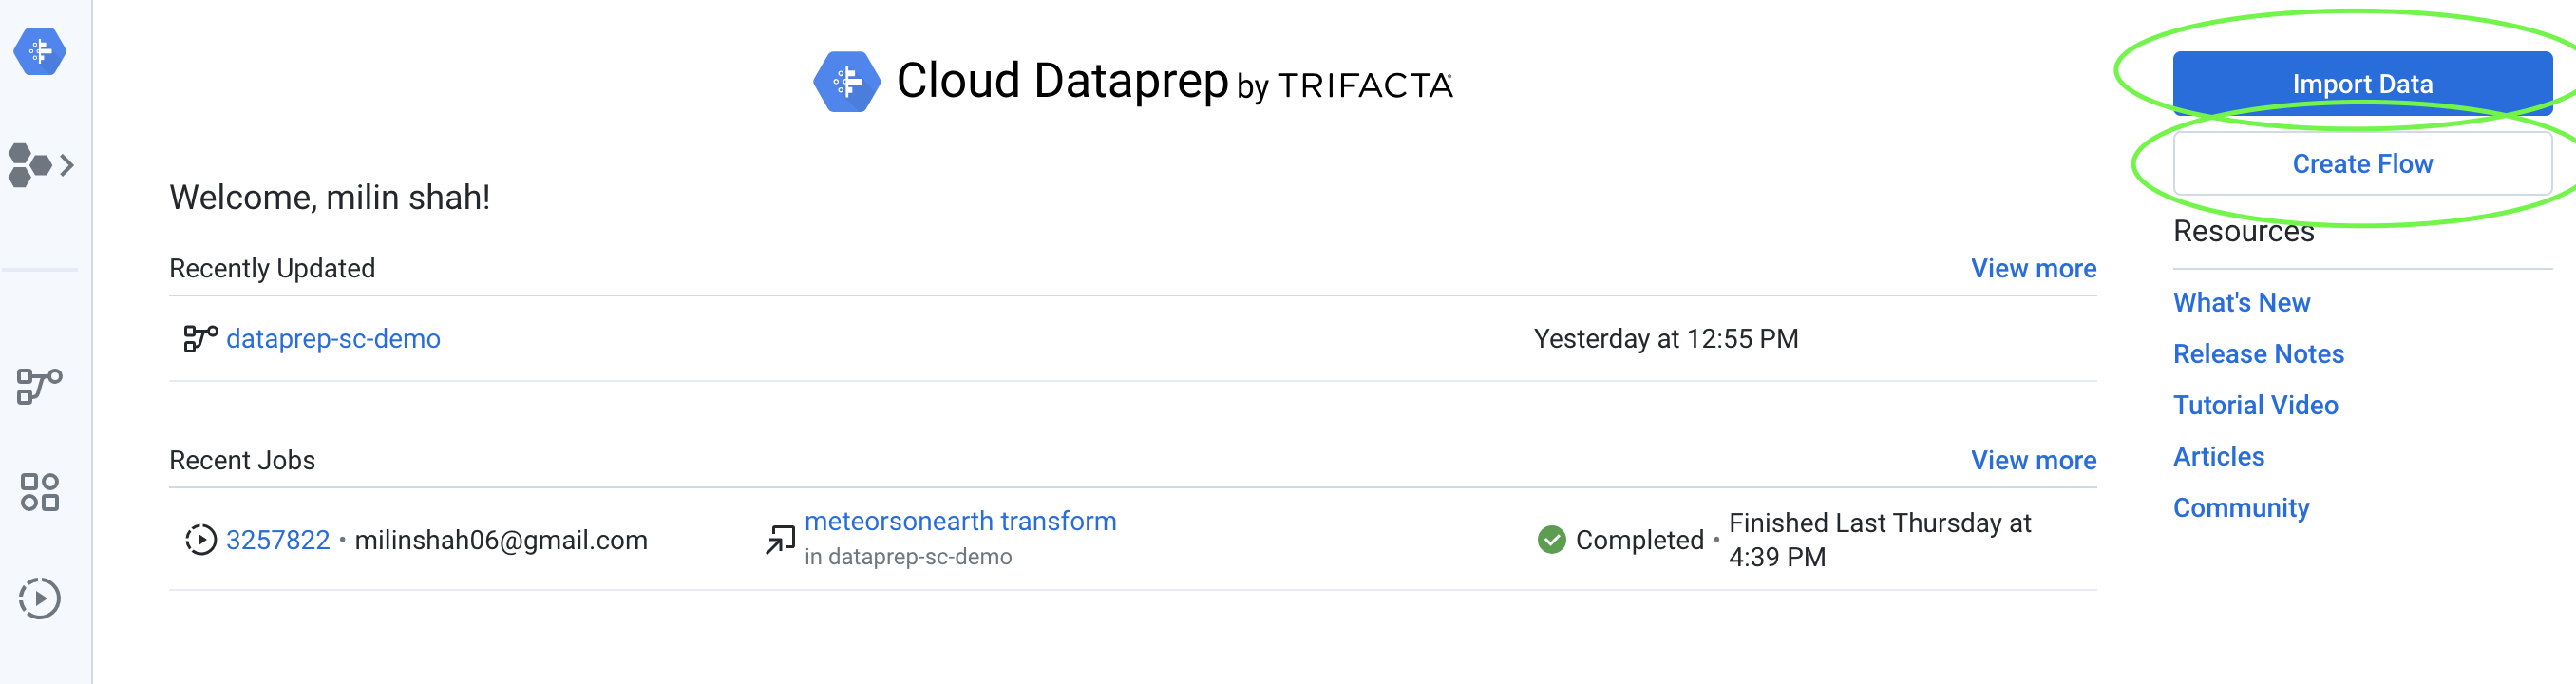 Cloud Dataprep by TRIFACTA
Import Data
Create Flow
Welcome, milin shah!
Resources
Recently Updated
View more
What's New
dataprep-sc-demo
Yesterday at 12:55 PM
Release Notes
Tutorial Video
Recent Jobs
View more
Articles
Community
3257822 • milinshah06@gmail.com
meteorsonearth transform
in dataprep-sc-demo
Completed •
Finished Last Thursday at
4:39 PM